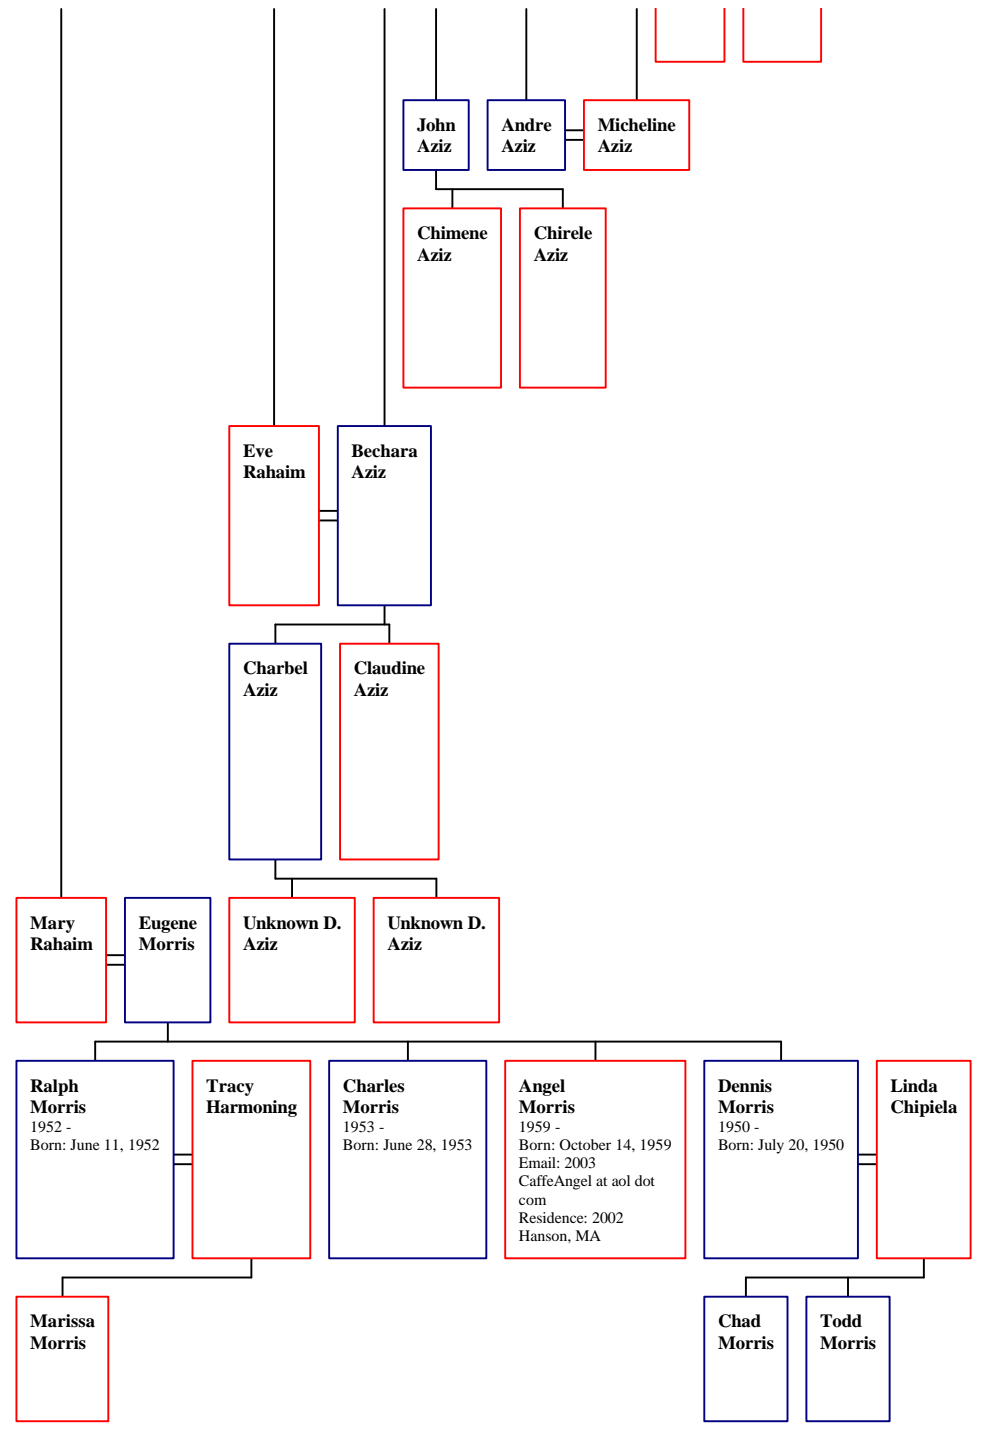 John
Aziz
Andre
Aziz
Micheline
Aziz
Chimene
Aziz
Chirele
Aziz
Eve
Rahaim
Bechara
Aziz
Charbel
Aziz
Claudine
Aziz
Mary
Rahaim
Eugene
Morris
Unknown D.
Aziz
Unknown D.
Aziz
Ralph
Morris
1952 -
Born: June 11, 1952
Tracy
Harmoning
Charles
Morris
1953 -
Born: June 28, 1953
Angel
Morris
1959 -
Born: October 14, 1959
Email: 2003
CaffeAngel at aol dot
com
Residence: 2002
Hanson, MA
Dennis
Morris
1950 -
Born: July 20, 1950
Linda
Chipiela
Marissa
Morris
Chad
Morris
Todd
Morris